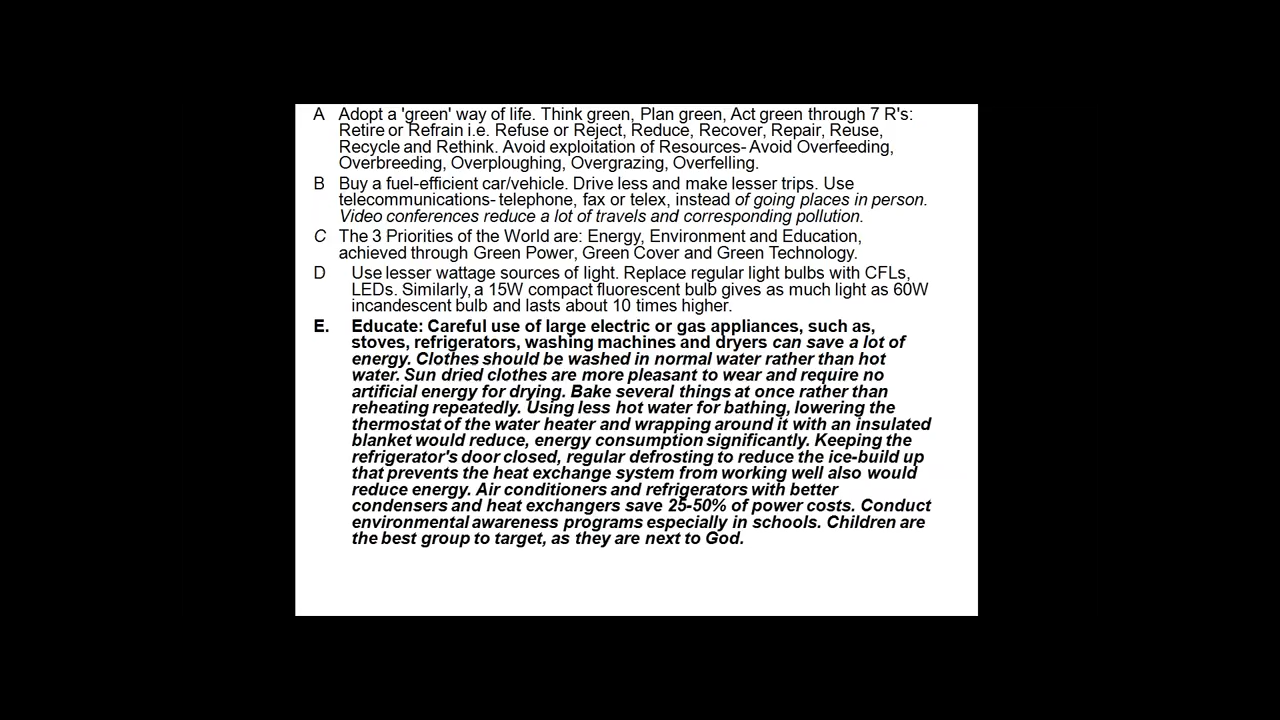 A Adopt a 'green' way of life. Think green, Plan green, Act green through 7 R's:
Retire or Refrain i.e. Refuse or Reject, Reduce, Recover, Repair, Reuse,
Recycle and Rethink. Avoid exploitation of Resources- Avoid Overfeeding,
Overbreeding, Overploughing, Overgrazing, Overfelling.
B Buy a fuel-efficient car/vehicle. Drive less and make lesser trips. Use
telecommunications- telephone, fax or telex, instead of going places in person.
Video conferences reduce a lot of travels and corresponding pollution.
C The 3 Priorities of the World are: Energy, Environment and Education,
achieved through Green Power, Green Cover and Green Technology.
D Use lesser wattage sources of light. Replace regular light bulbs with CFLs,
LEDs. Similarly, a 15W compact fluorescent bulb gives as much light as 60W
incandescent bulb and lasts about 10 times higher.
E. Educate: Careful use of large electric or gas appliances, such as,
stoves, refrigerators, washing machines and dryers can save a lot of
energy. Clothes should be washed in normal water rather than hot
water. Sun dried clothes are more pleasant to wear and require no
artificial energy for drying. Bake several things at once rather than
reheating repeatedly. Using less hot water for bathing, lowering the
thermostat of the water heater and wrapping around it with an insulated
blanket would reduce, energy consumption significantly. Keeping the
refrigerator's door closed, regular defrosting to reduce the ice-build up
that prevents the heat exchange system from working well also would
reduce energy. Air conditioners and refrigerators with better
condensers and heat exchangers save 25-50% of power costs. Conduct
environmental awareness programs especially in schools. Children are
the best group to target, as they are next to God.